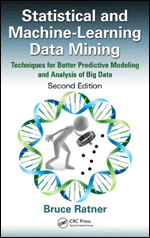 Statistical and
Machine-Learning
Data Mining
Techniques for Better Predictive Modeling
and Analysis of Big Data
Second Edition
Bruce Ratner
CRC Press